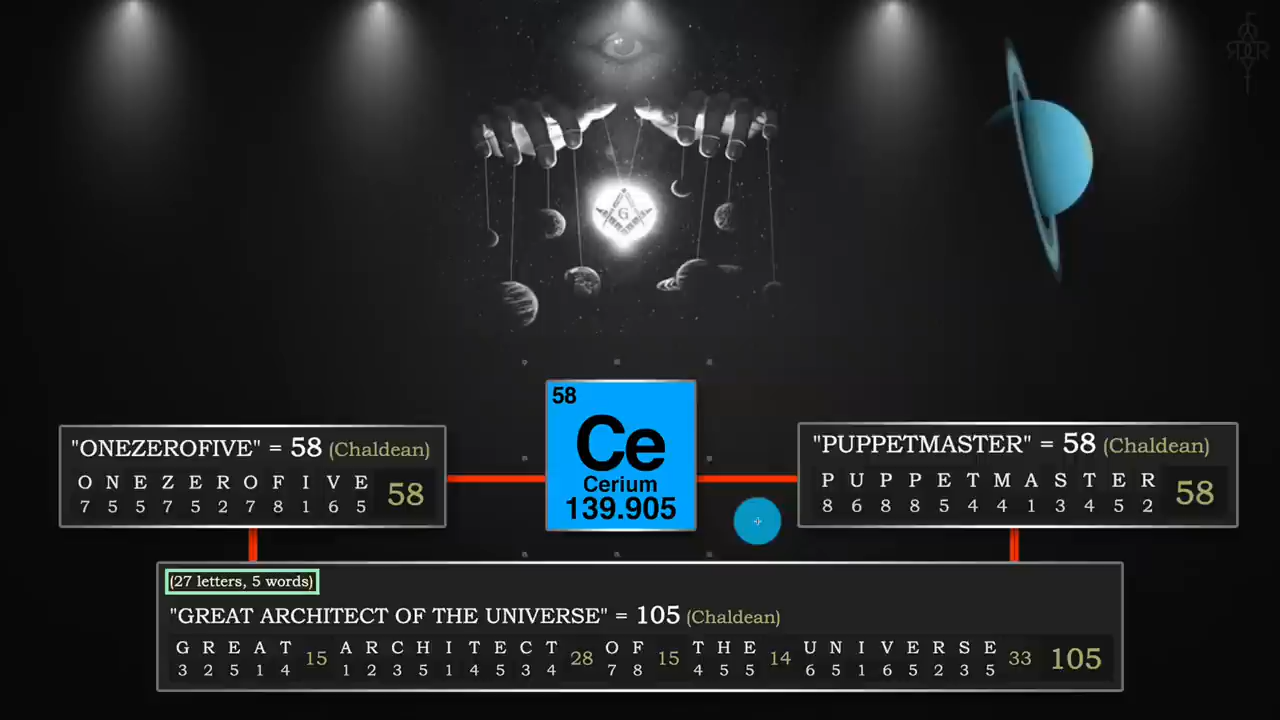 G
58
Ce
Cerium
139.905
"ONEZEROFIVE" = 58 (Chaldean)
O N E Z E R O F I V E
7 5 5 7 5 2 7 8 1 6 5 58
"PUPPETMASTER" = 58 (Chaldean)
P U P P E T M A S T E R
8 6 8 8 5 4 4 1 3 4 5 2 58
(27 letters, 5 words)
"GREAT ARCHITECT OF THE UNIVERSE" = 105 (Chaldean)
G R E A T A R C H I T E C T O F T H E U N I V E R S E
3 2 5 1 4 15 1 2 3 5 1 4 5 3 4 28 7 8 15 4 5 5 14 6 5 1 6 5 2 3 5 33 105